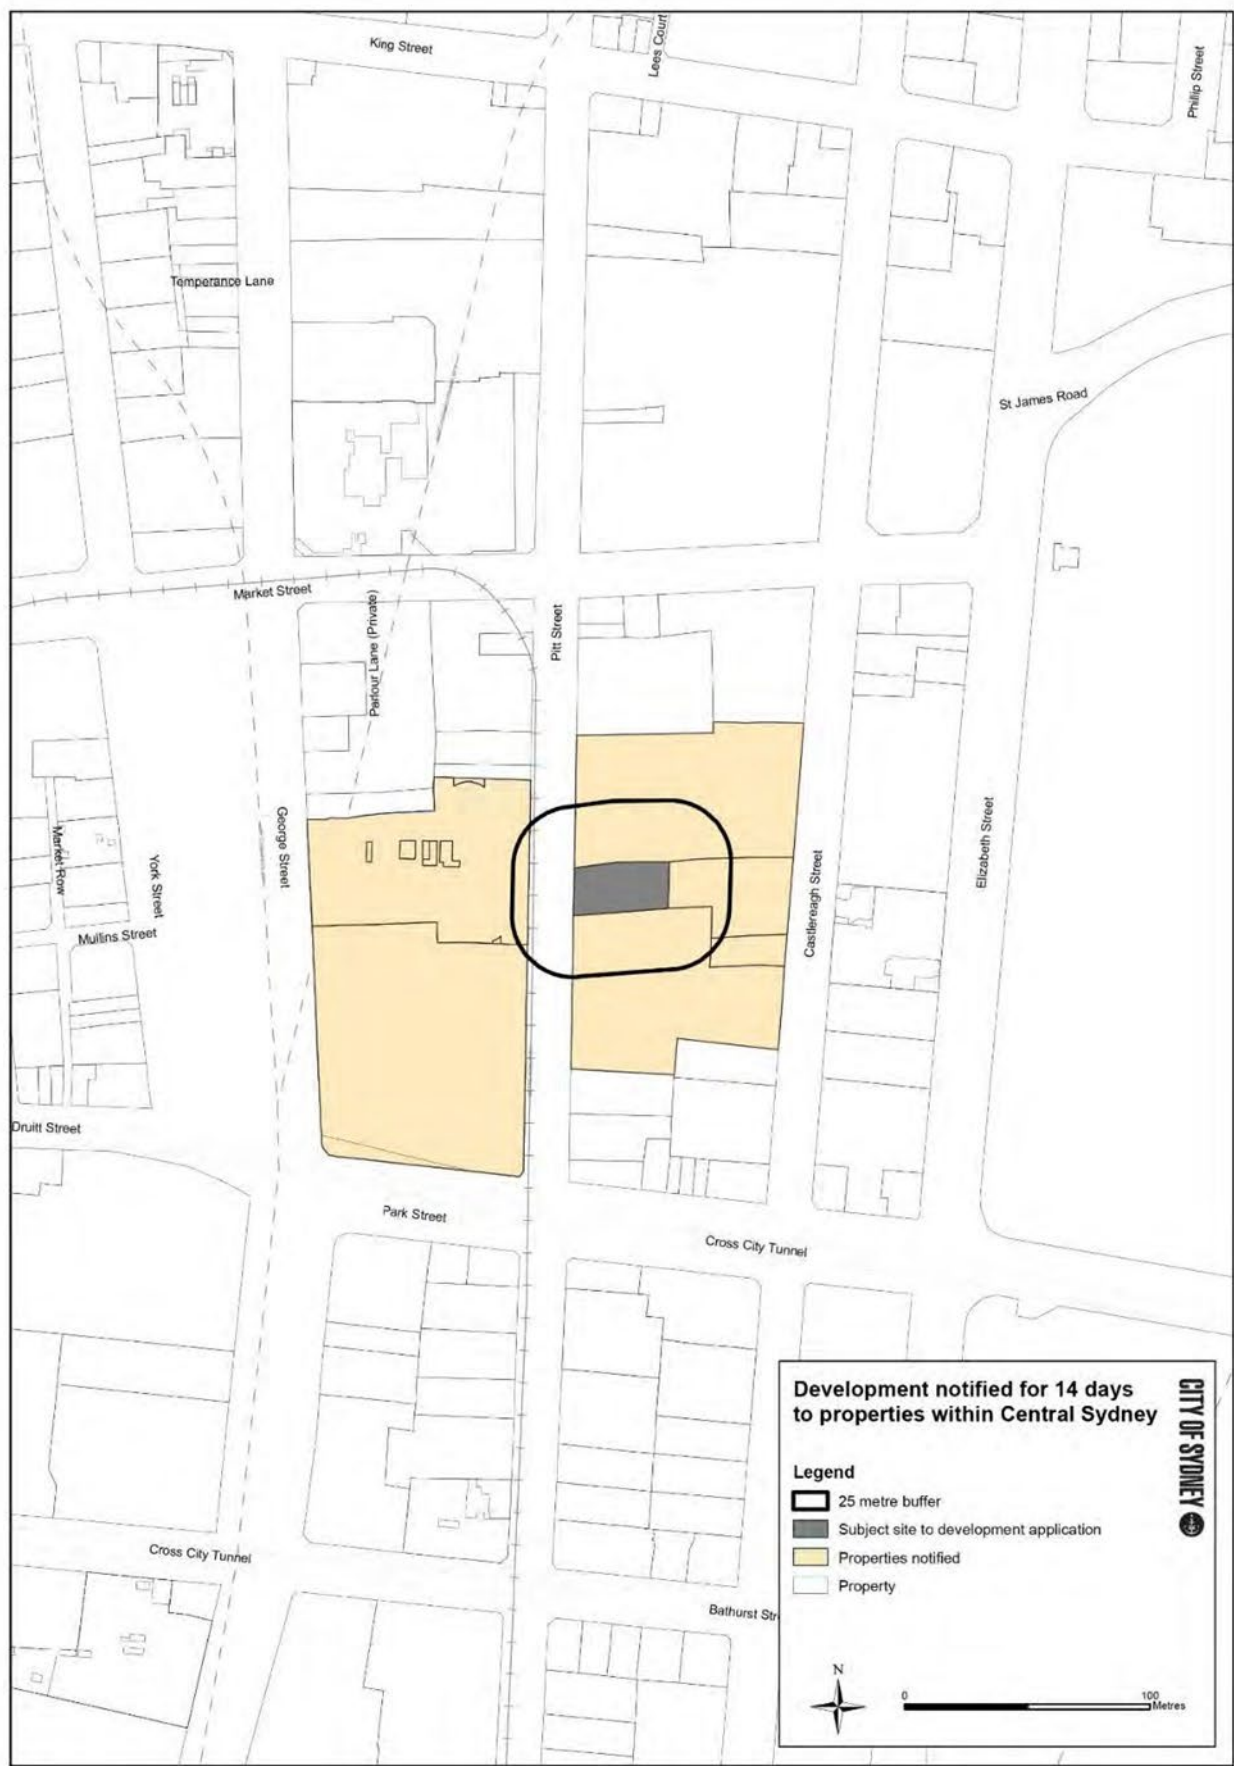 King Street
Lees Court
Phillip Street
Temperance Lane
St James Road
Market Street
Parlour Lane (Private)
Pitt Street
George Street
Market Row
York Street
Mullins Street
Castlereagh Street
Elizabeth Street
Druitt Street
Park Street
Cross City Tunnel
Development notified for 14 days
to properties within Central Sydney
CITY OF SYDNEY
Legend
25 metre buffer
Subject site to development application
Properties notified
Property
Cross City Tunnel
Bathurst Str
N
0
100
Metres